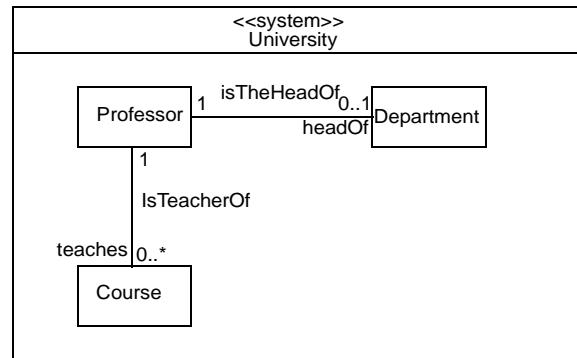 <<system>>
University
isTheHeadOf
Professor
1
0..1
Department
headOf
1
IsTeacherOf
teaches
0..*
Course